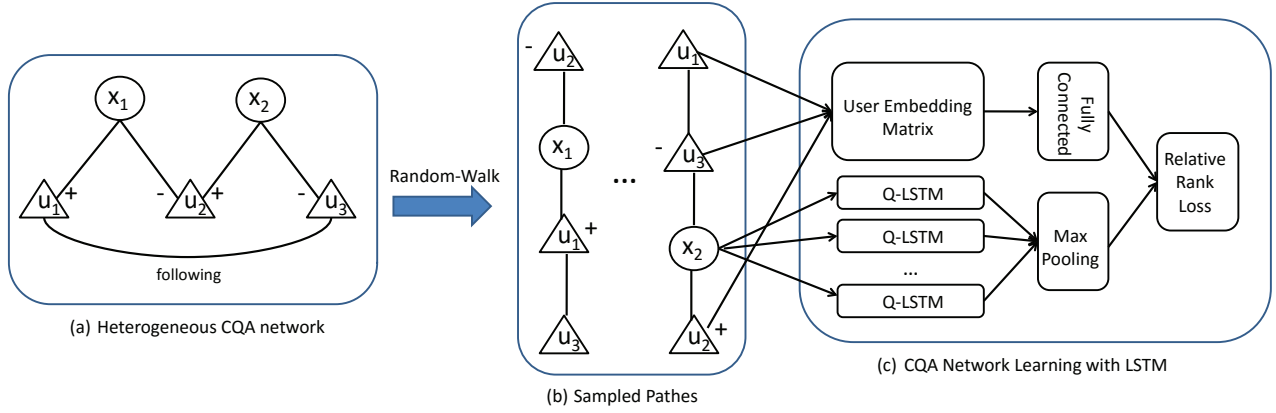 x1
x2
u1
+
-
u2
+
-
u3
following
(a) Heterogeneous CQA network
Random-Walk
-
u2
x1
u1
+
u3
...
u1
-
u3
x2
u2
+
(b) Sampled Pathes
User Embedding
Matrix
Fully
Connected
Q-LSTM
Q-LSTM
...
Q-LSTM
Max
Pooling
Relative
Rank
Loss
(c) CQA Network Learning with LSTM